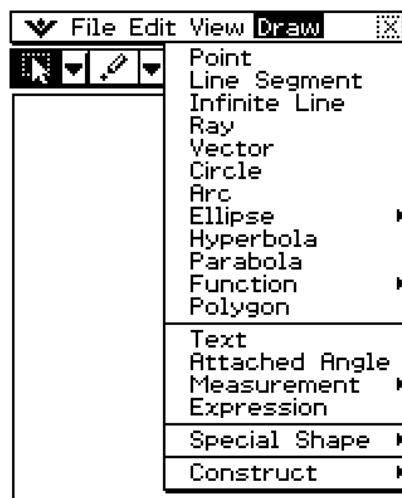 File Edit View Draw
Point
Line Segment
Infinite Line
Ray
Vector
Circle
Arc
Ellipse
Hyperbola
Parabola
Function
Polygon
Text
Attached Angle
Measurement
Expression
Special Shape
Construct